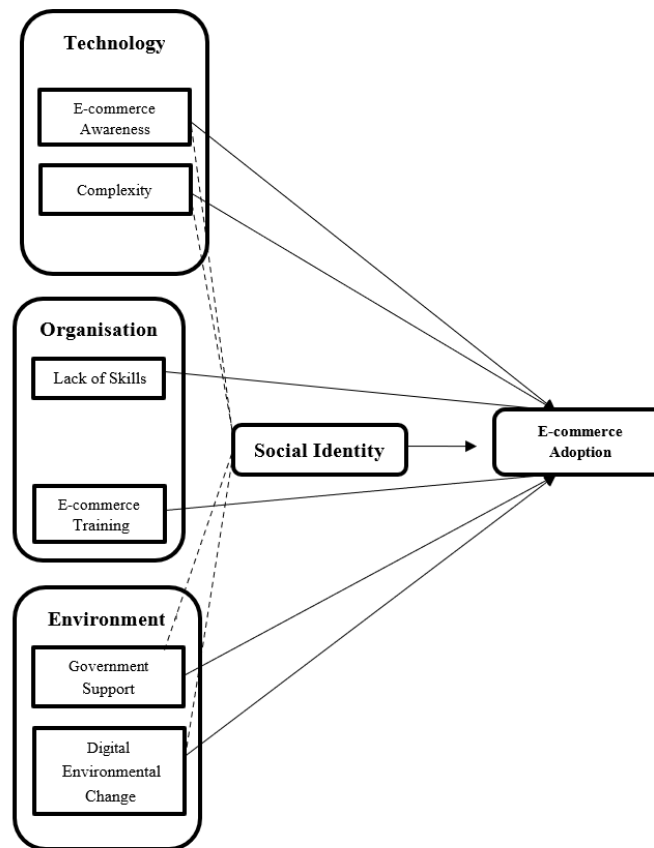 Technology
E-commerce
Awareness
Complexity
Organisation
Lack of Skills
E-commerce
Training
Social Identity
E-commerce
Adoption
Environment
Government
Support
Digital
Environmental
Change